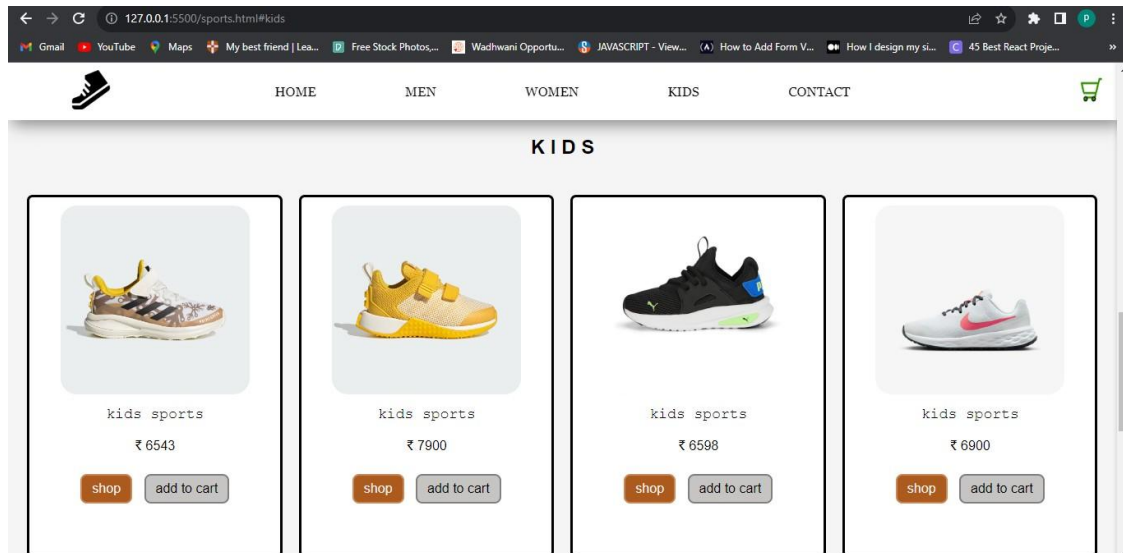 127.0.0.1:5500/sports.html#kids
P
Gmail YouTube Maps My best friend | Lea... Free Stock Photos,... Wadhwani Opportu... JAVASCRIPT - View... How to Add Form V... How I design my si... C 45 Best React Proje... »
HOME MEN WOMEN KIDS CONTACT
KIDS
kids sports kids sports kids sports kids sports
₹ 6543 ₹ 7900 ₹ 6598 ₹ 6900
shop add to cart shop add to cart shop add to cart shop add to cart